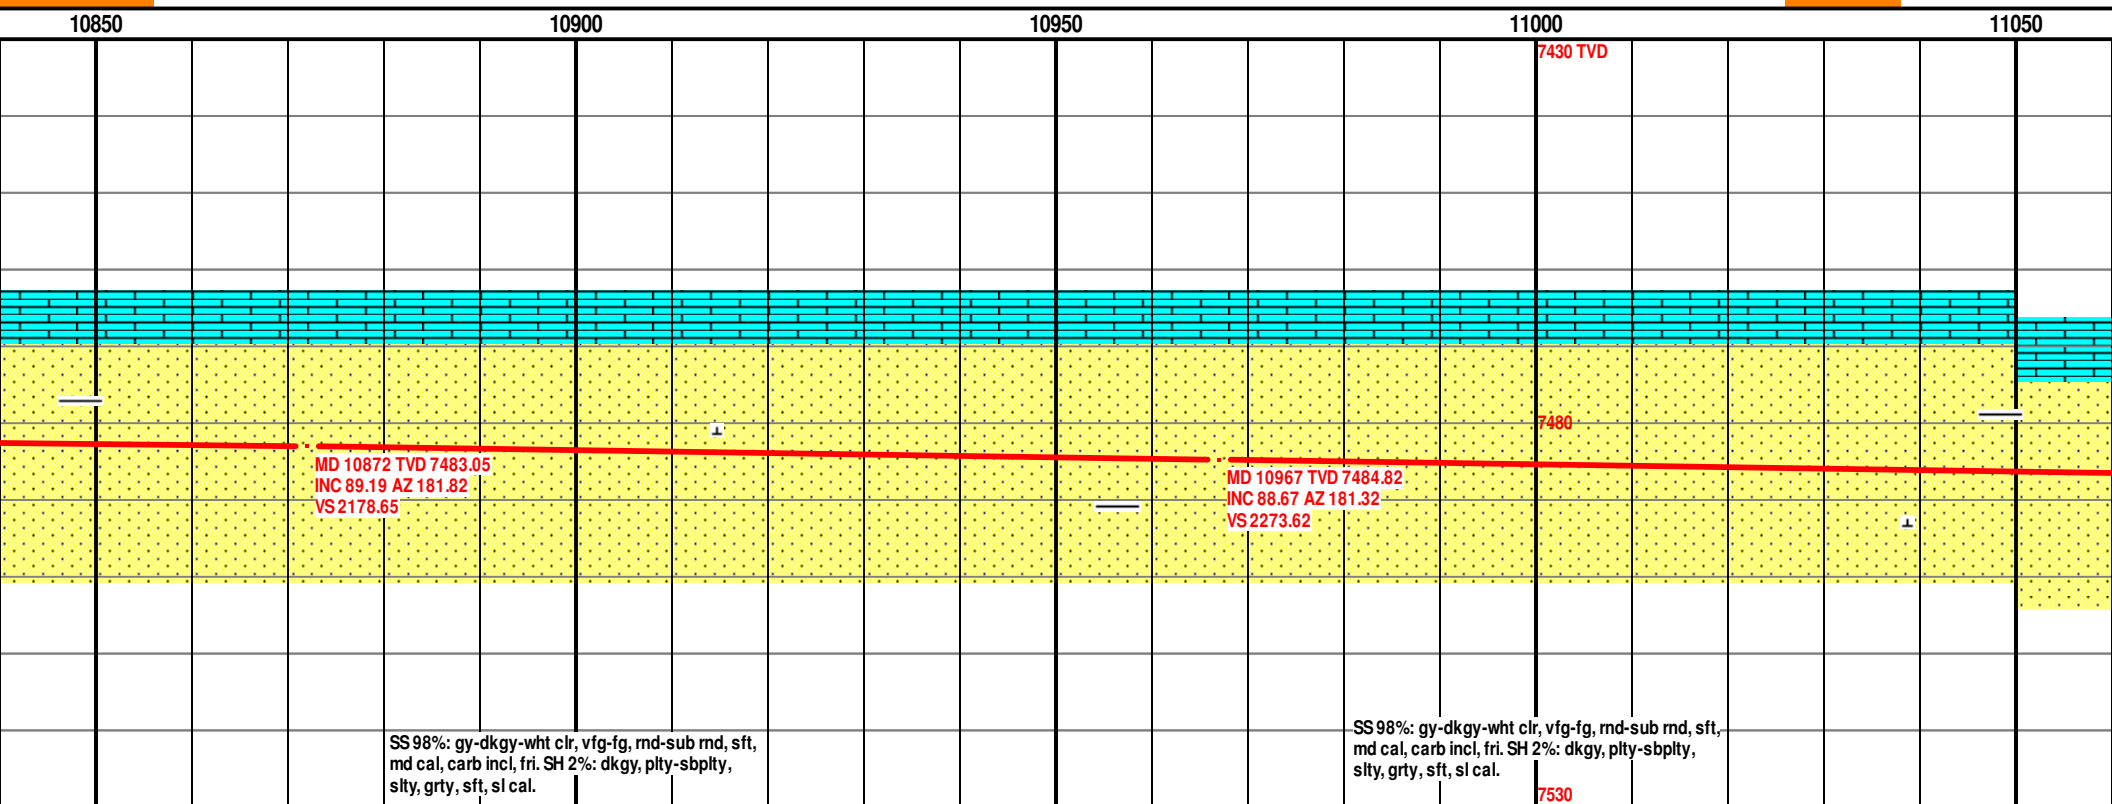 10850 10900 10950 11000 11050
7430 TVD
7480
MD 10872 TVD 7483.05
INC 89.19 AZ 181.82
VS 2178.65
MD 10967 TVD 7484.82
INC 88.67 AZ 181.32
VS 2273.62
SS 98%: gy-dkgy-wht clr, vfg-fg, rnd-sub rnd, sft,
md cal, carb incl, fri. SH 2%: dkgy, plty-sbplty,
slty, grty, sft, sl cal.
SS 98%: gy-dkgy-wht clr, vfg-fg, rnd-sub rnd, sft,
md cal, carb incl, fri. SH 2%: dkgy, plty-sbplty,
slty, grty, sft, sl cal.
7530